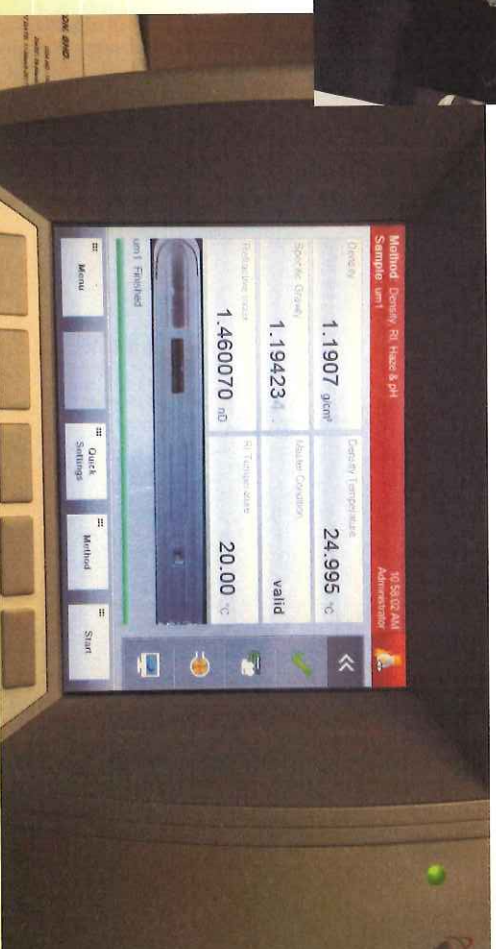 Method: Density, RI, Haze & pH
Sample: um1
10:58:02 AM
Administrator
Density
1.1907 g/cm³
Density Temperature
24.995 °C
Specific Gravity
1.19423
Master Condition
valid
Refractive Index
1.460070 nD
RI Temperature
20.00 °C
um1 Finished
Menu
Quick
Settings
Method
Start